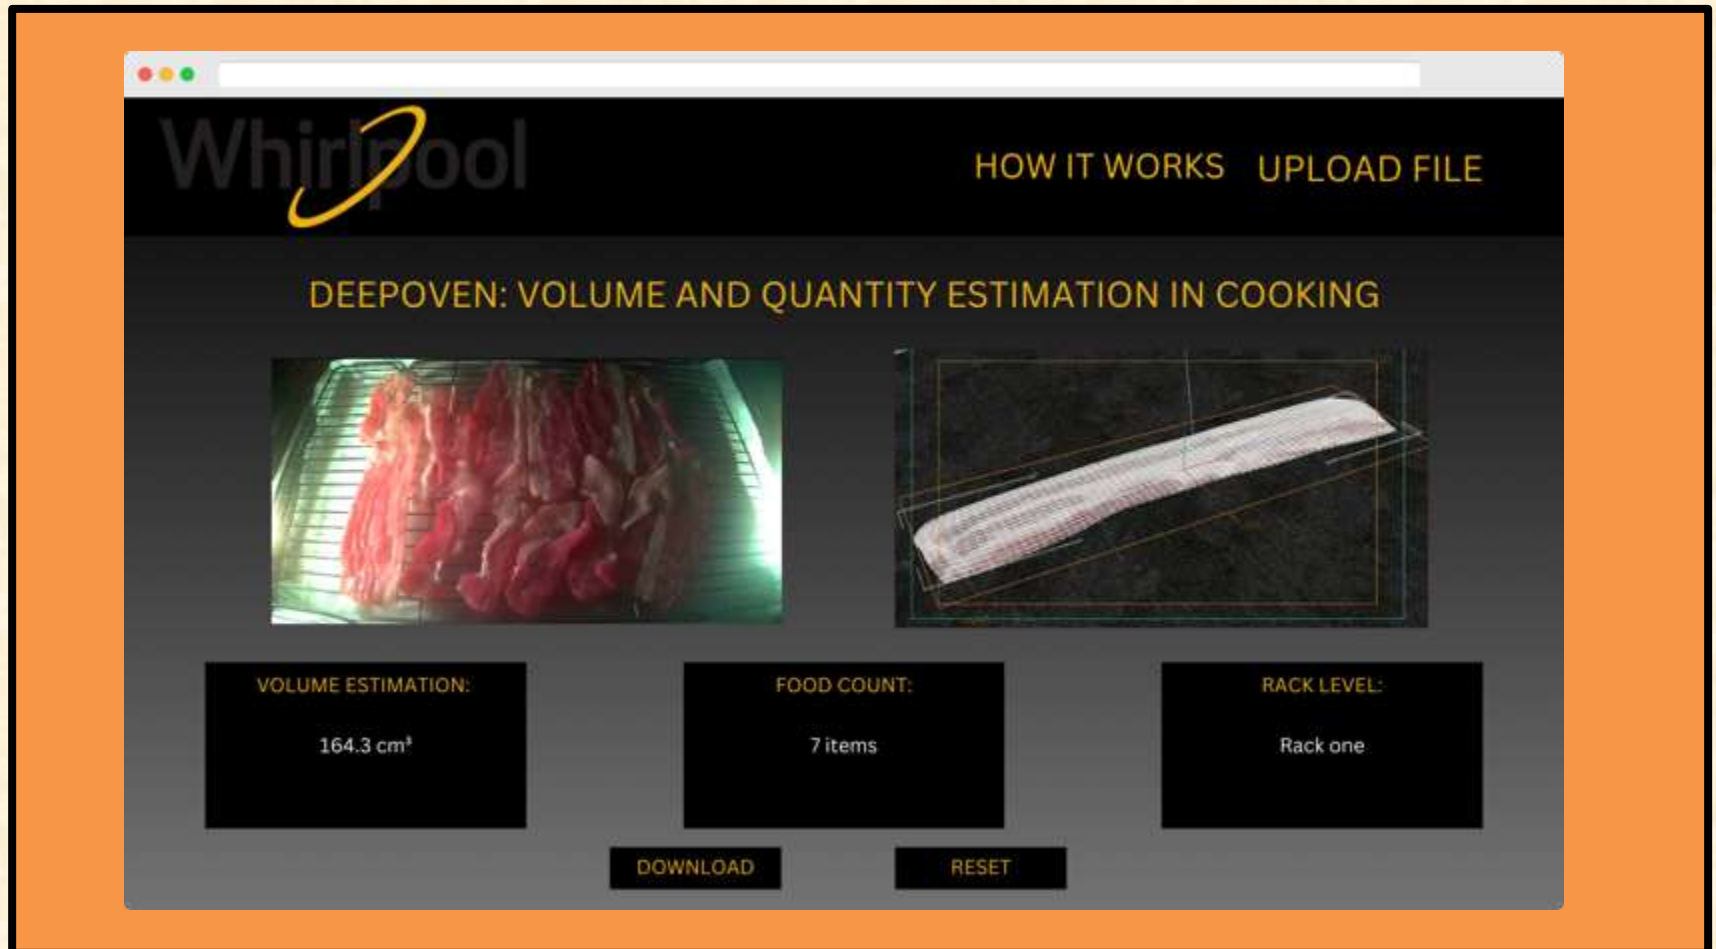 Whirlpool
HOW IT WORKS UPLOAD FILE
DEEPOVEN: VOLUME AND QUANTITY ESTIMATION IN COOKING
VOLUME ESTIMATION:
164.3 cm³
FOOD COUNT:
7 items
RACK LEVEL:
Rack one
DOWNLOAD
RESET